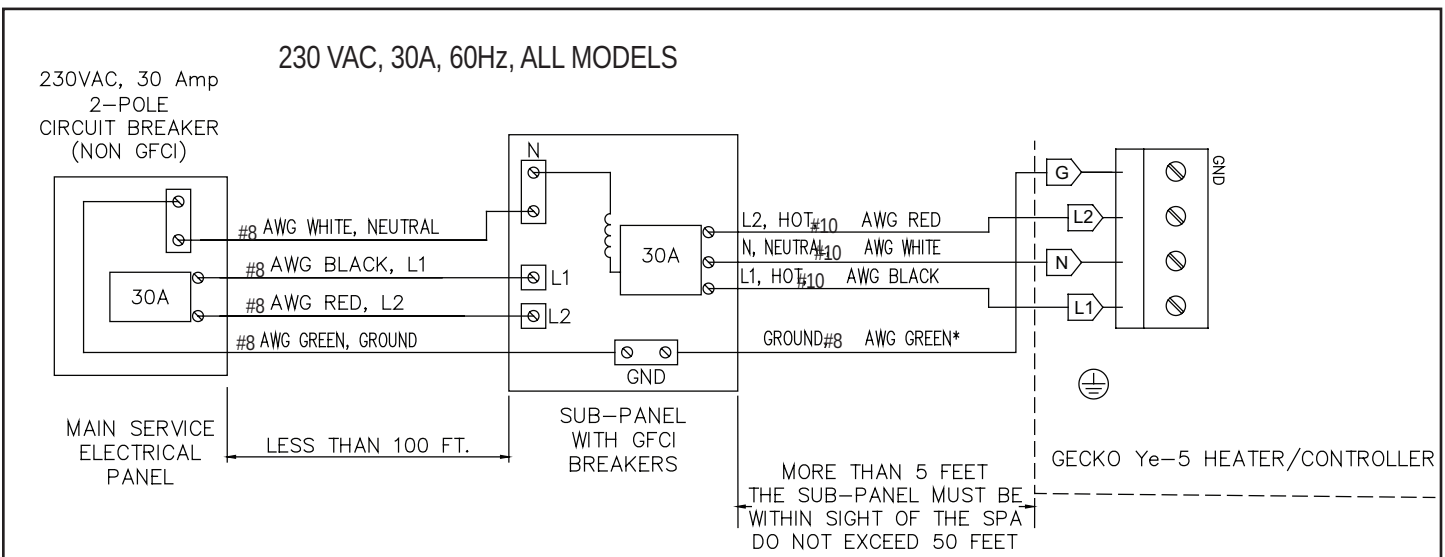 230 VAC, 30A, 60Hz, ALL MODELS
230VAC, 30 Amp
2-POLE
CIRCUIT BREAKER
(NON GFCI)
30A
#8 AWG WHITE, NEUTRAL
#8 AWG BLACK, L1
#8 AWG RED, L2
#8 AWG GREEN, GROUND
N
L1
L2
30A
GND
L2, HOT, #10 AWG RED
N, NEUTRAL, #10 AWG WHITE
L1, HOT, #10 AWG BLACK
GROUND#8 AWG GREEN*
G
L2
N
L1
GND
MAIN SERVICE
ELECTRICAL
PANEL
LESS THAN 100 FT.
SUB-PANEL
WITH GFCI
BREAKERS
MORE THAN 5 FEET
THE SUB-PANEL MUST BE
WITHIN SIGHT OF THE SPA
DO NOT EXCEED 50 FEET
GECKO Ye-5 HEATER/CONTROLLER